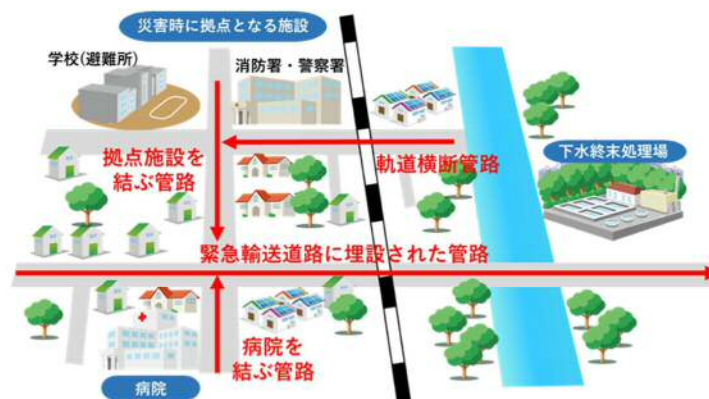 災害時に拠点となる施設
学校(避難所)
消防署・警察署
拠点施設を
結ぶ管路
軌道横断管路
下水終末処理場
緊急輸送道路に埋設された管路
病院を
結ぶ管路
病院